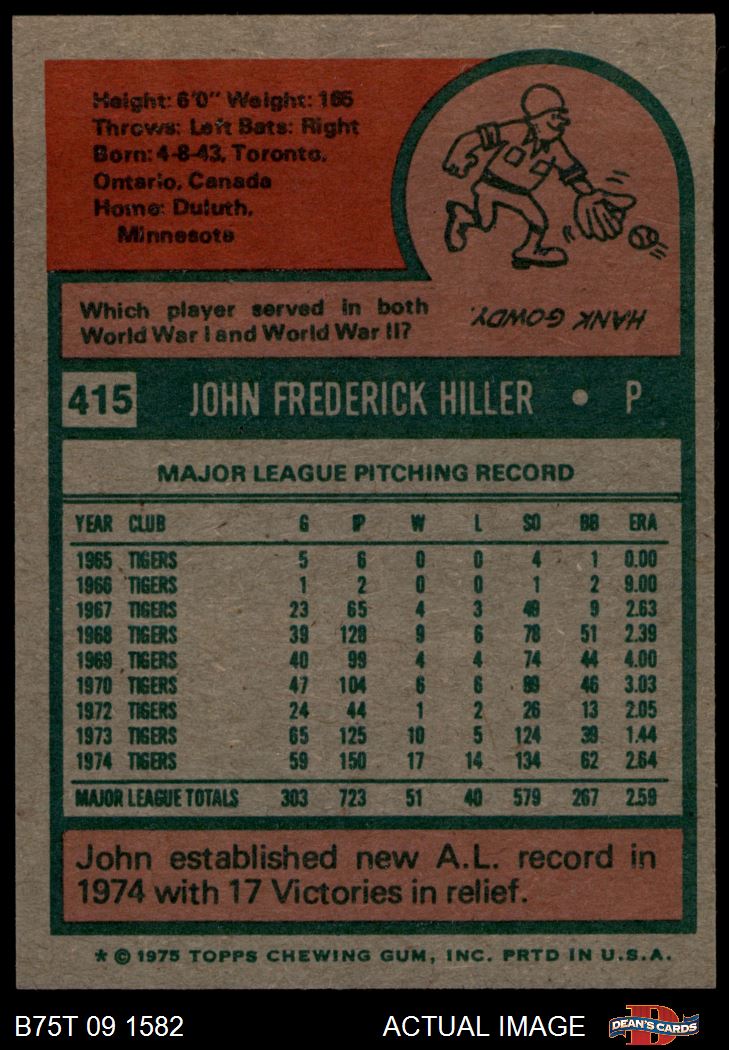 Height: 6'0" Weight: 165
Throws: Left Bats: Right
Born: 4-8-43, Toronto,
Ontario, Canada
Home: Duluth,
Minnesota
Which player served in both
World War I and World War II?
HANK GOWDY.
415 JOHN FREDERICK HILLER • P
MAJOR LEAGUE PITCHING RECORD
YEAR CLUB G IP W L SO BB ERA
1965 TIGERS 5 6 0 0 4 1 0.00
1966 TIGERS 1 2 0 0 1 2 9.00
1967 TIGERS 23 65 4 3 49 9 2.63
1968 TIGERS 39 128 9 6 78 51 2.39
1969 TIGERS 40 99 4 4 74 44 4.00
1970 TIGERS 47 104 6 6 89 46 3.03
1972 TIGERS 24 44 1 2 26 13 2.05
1973 TIGERS 65 125 10 5 124 39 1.44
1974 TIGERS 59 150 17 14 134 62 2.64
MAJOR LEAGUE TOTALS 303 723 51 40 579 267 2.59
John established new A.L. record in
1974 with 17 Victories in relief.
* © 1975 TOPPS CHEWING GUM, INC. PRTD IN U.S.A.
B75T 09 1582 ACTUAL IMAGE D DEAN'S CARDS